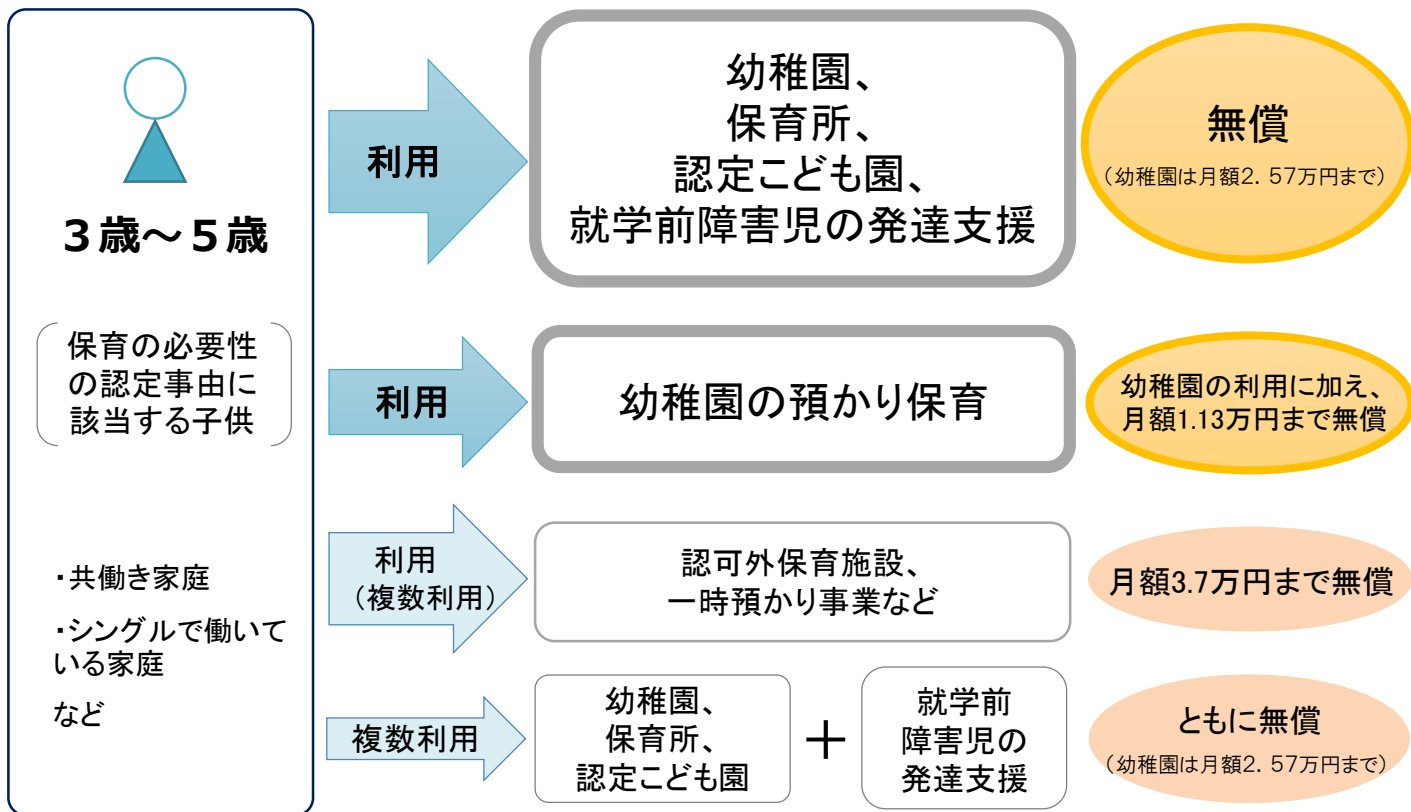 ３歳～５歳
保育の必要性
の認定事由に
該当する子供
・共働き家庭
・シングルで働いて
いる家庭
など
利用
幼稚園、
保育所、
認定こども園、
就学前障害児の発達支援
無償
（幼稚園は月額2．57万円まで）
利用
幼稚園の預かり保育
幼稚園の利用に加え、
月額1.13万円まで無償
利用
（複数利用）
認可外保育施設、
一時預かり事業など
月額3.7万円まで無償
複数利用
幼稚園、
保育所、
認定こども園
＋
就学前
障害児の
発達支援
ともに無償
（幼稚園は月額2．57万円まで）